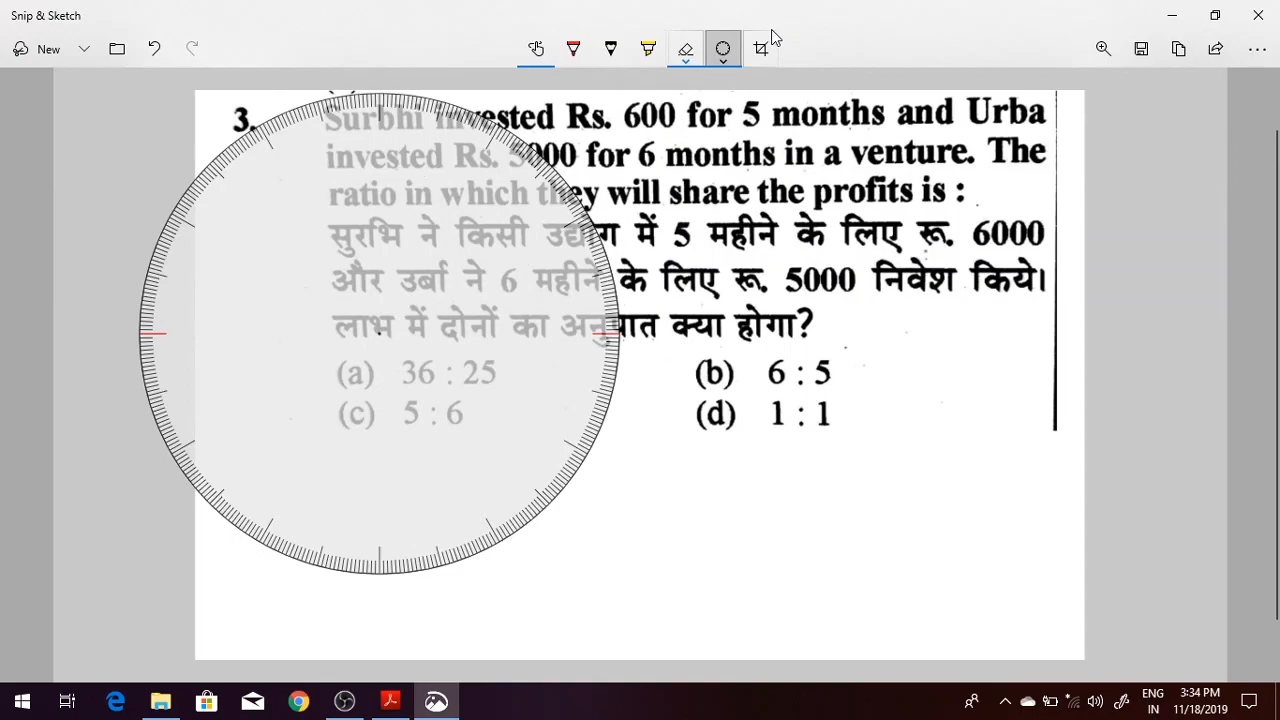 Snip & Sketch
New
3. Surbhi invested Rs. 600 for 5 months and Urba
invested Rs. 5000 for 6 months in a venture. The
ratio in which they will share the profits is :
सुरभि ने किसी उद्योग में 5 महीने के लिए रू. 6000
और उर्बा ने 6 महीने के लिए रू. 5000 निवेश किये।
लाभ में दोनों का अनुपात क्या होगा?
(a) 36 : 25 (b) 6 : 5
(c) 5 : 6 (d) 1 : 1
ENG 3:34 PM
IN 11/18/2019